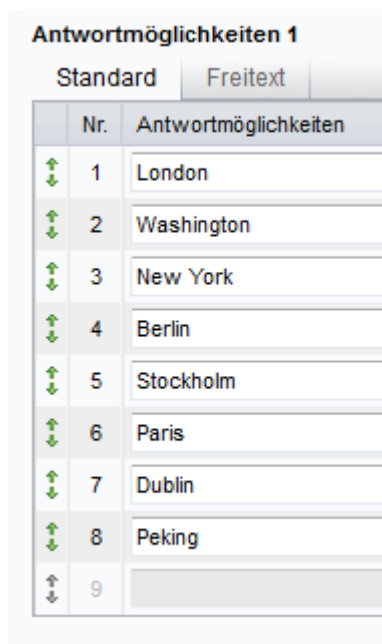 Antwortmöglichkeiten 1
Standard Freitext
Nr. Antwortmöglichkeiten
1 London
2 Washington
3 New York
4 Berlin
5 Stockholm
6 Paris
7 Dublin
8 Peking
9